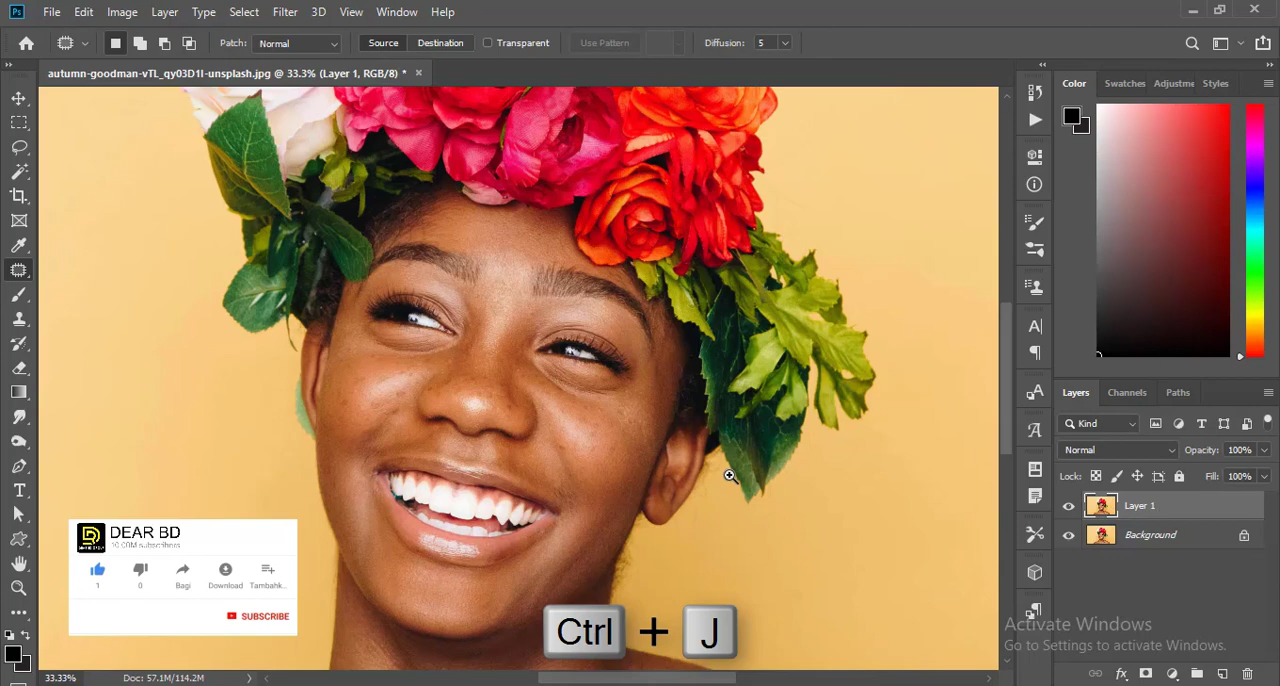 Ps File Edit Image Layer Type Select Filter 3D View Window Help
Patch: Normal Source Destination Transparent Use Pattern Diffusion: 5
autumn-goodman-vTL_qy03D1I-unsplash.jpg @ 33.3% (Layer 1, RGB/8) *
Color Swatches Adjustme Styles
Layers Channels Paths
Kind
Normal Opacity: 100%
Lock: Fill: 100%
Layer 1
Background
DEAR BD
subscribers
1 0 Bagi Download Tambahk...
SUBSCRIBE
Ctrl + J
Activate Windows
Go to Settings to activate Windows.
33.33% Doc: 57.1M/114.2M